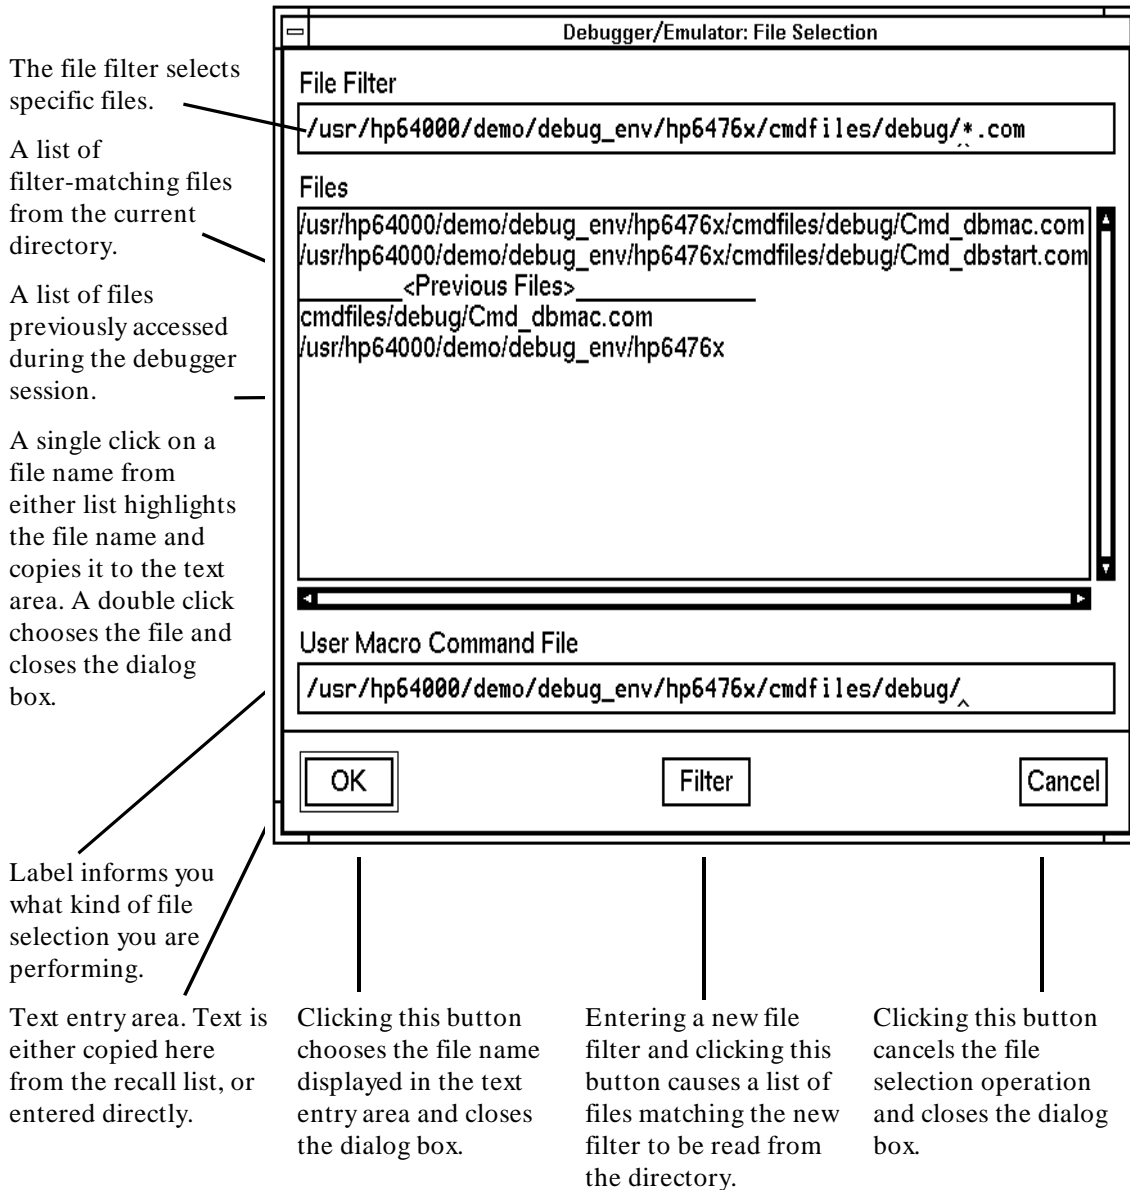 Debugger/Emulator: File Selection
The file filter selects
specific files.
A list of
filter-matching files
from the current
directory.
A list of files
previously accessed
during the debugger
session.
A single click on a
file name from
either list highlights
the file name and
copies it to the text
area. A double click
chooses the file and
closes the dialog
box.
File Filter
/usr/hp64000/demo/debug_env/hp6476x/cmdfiles/debug/*.com
Files
/usr/hp64000/demo/debug_env/hp6476x/cmdfiles/debug/Cmd_dbmac.com
/usr/hp64000/demo/debug_env/hp6476x/cmdfiles/debug/Cmd_dbstart.com
_________<Previous Files>________________
cmdfiles/debug/Cmd_dbmac.com
/usr/hp64000/demo/debug_env/hp6476x
User Macro Command File
/usr/hp64000/demo/debug_env/hp6476x/cmdfiles/debug/
OK
Filter
Cancel
Label informs you
what kind of file
selection you are
performing.
Text entry area. Text is
either copied here
from the recall list, or
entered directly.
Clicking this button
chooses the file name
displayed in the text
entry area and closes
the dialog box.
Entering a new file
filter and clicking this
button causes a list of
files matching the new
filter to be read from
the directory.
Clicking this button
cancels the file
selection operation
and closes the dialog
box.